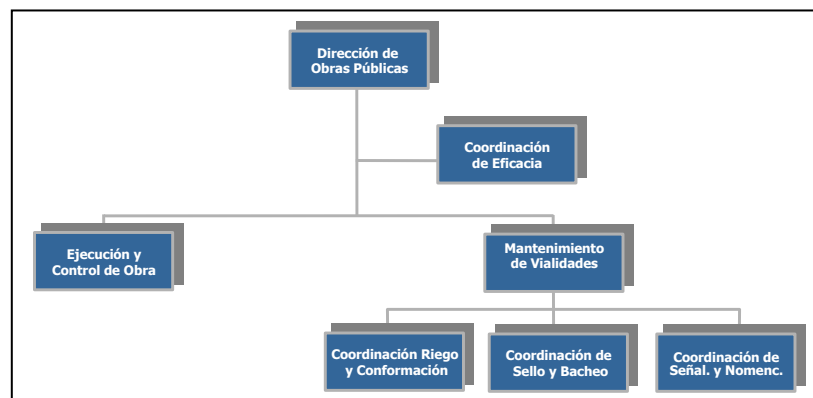 Dirección de
Obras Públicas
Coordinación
de Eficacia
Ejecución y
Control de Obra
Mantenimiento
de Vialidades
Coordinación Riego
y Conformación
Coordinación de
Sello y Bacheo
Coordinación de
Señal. y Nomenc.